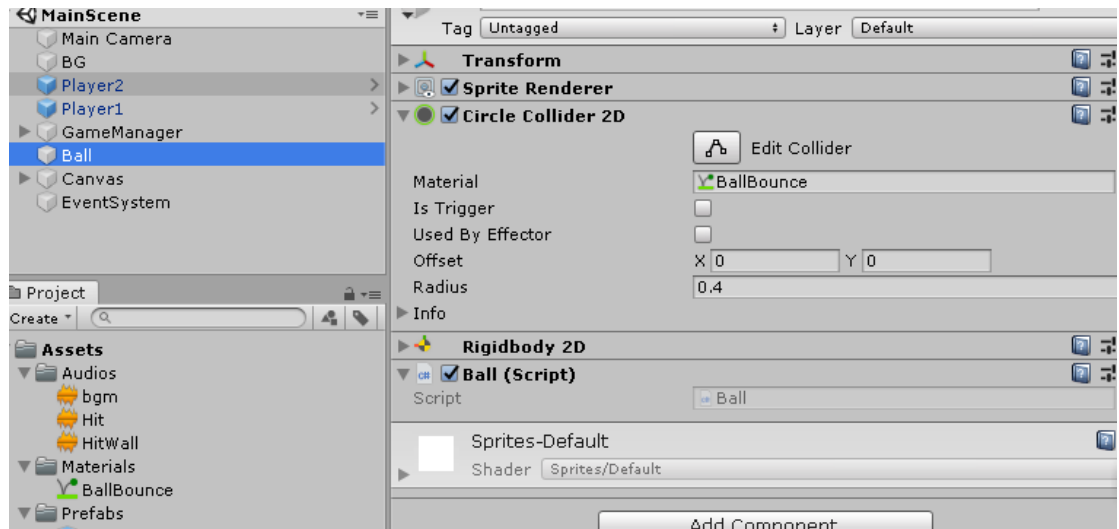 MainScene
Main Camera
BG
Player2
Player1
GameManager
Ball
Canvas
EventSystem
Project
Create
Assets
Audios
bgm
Hit
HitWall
Materials
BallBounce
Prefabs
Tag Untagged Layer Default
Transform
Sprite Renderer
Circle Collider 2D
Edit Collider
Material BallBounce
Is Trigger
Used By Effector
Offset X 0 Y 0
Radius 0.4
Info
Rigidbody 2D
Ball (Script)
Script Ball
Sprites-Default
Shader Sprites/Default
Add Component